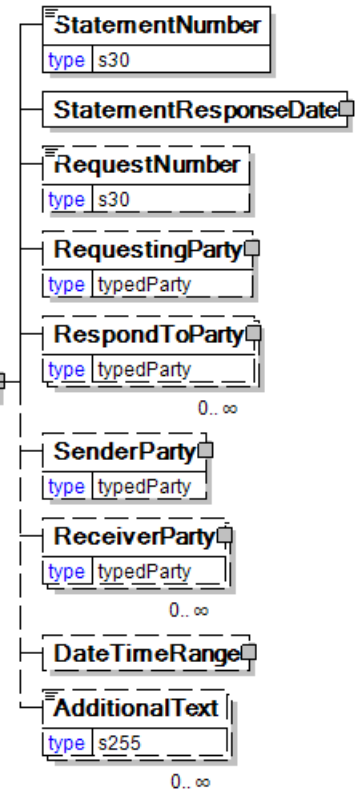 StatementNumber
type s30
StatementResponseDate
RequestNumber
type s30
RequestingParty
type typedParty
RespondToParty
type typedParty
0.. ∞
SenderParty
type typedParty
ReceiverParty
type typedParty
0.. ∞
DateTimeRange
AdditionalText
type s255
0.. ∞